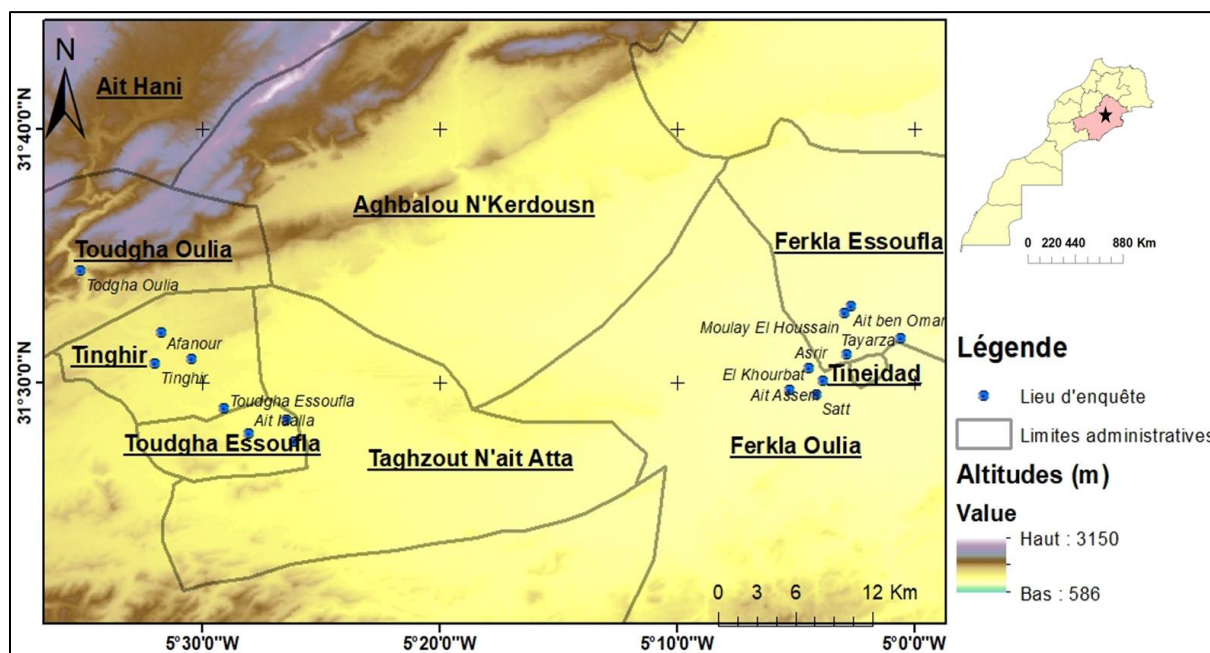 N
Ait Hani
Aghbalou N'Kerdousn
Toudgha Oulia
Todgha Oulia
Ferkla Essoufla
Moulay El Houssain
Ait ben Omar
Tayarza
Asrir
Tinejdad
El Khourbat
Ait Assem
Satt
Ferkla Oulia
Afanour
Tinghir
Tinghir
Toudgha Essoufla
Toudgha Essoufla
Taghzout N'ait Atta
31°40'0"N
31°30'0"N
5°30'0"W
5°20'0"W
5°10'0"W
5°0'0"W
0 3 6 12 Km
0 220 440 880 Km
Légende
Lieu d'enquête
Limites administratives
Altitudes (m)
Value
Haut : 3150
Bas : 586